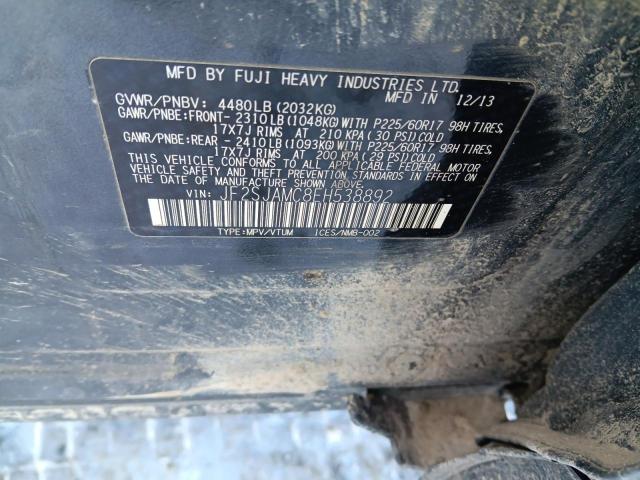 MFD BY FUJI HEAVY INDUSTRIES LTD.
MFD IN 12/13
GVWR/PNBV: 4480LB(2032KG)
GAWR/PNBE:FRONT- 2310LB(1048KG)WITH P225/60R17 98H TIRES,
17X7J RIMS AT 210 KPA(30 PSI)COLD
GAWR/PNBE:REAR - 2410LB(1093KG)WITH P225/60R17 98H TIRES,
17X7J RIMS AT 200 KPA(29 PSI)COLD
THIS VEHICLE CONFORMS TO ALL APPLICABLE FEDERAL MOTOR
VEHICLE SAFETY AND THEFT PREVENTION STANDARDS IN EFFECT
ON THE DATE OF MANUFACTURE SHOWN ABOVE.
VIN: JF2SJAMC8EH538892
TYPE:MPV/VTUM ICES/NMB-002